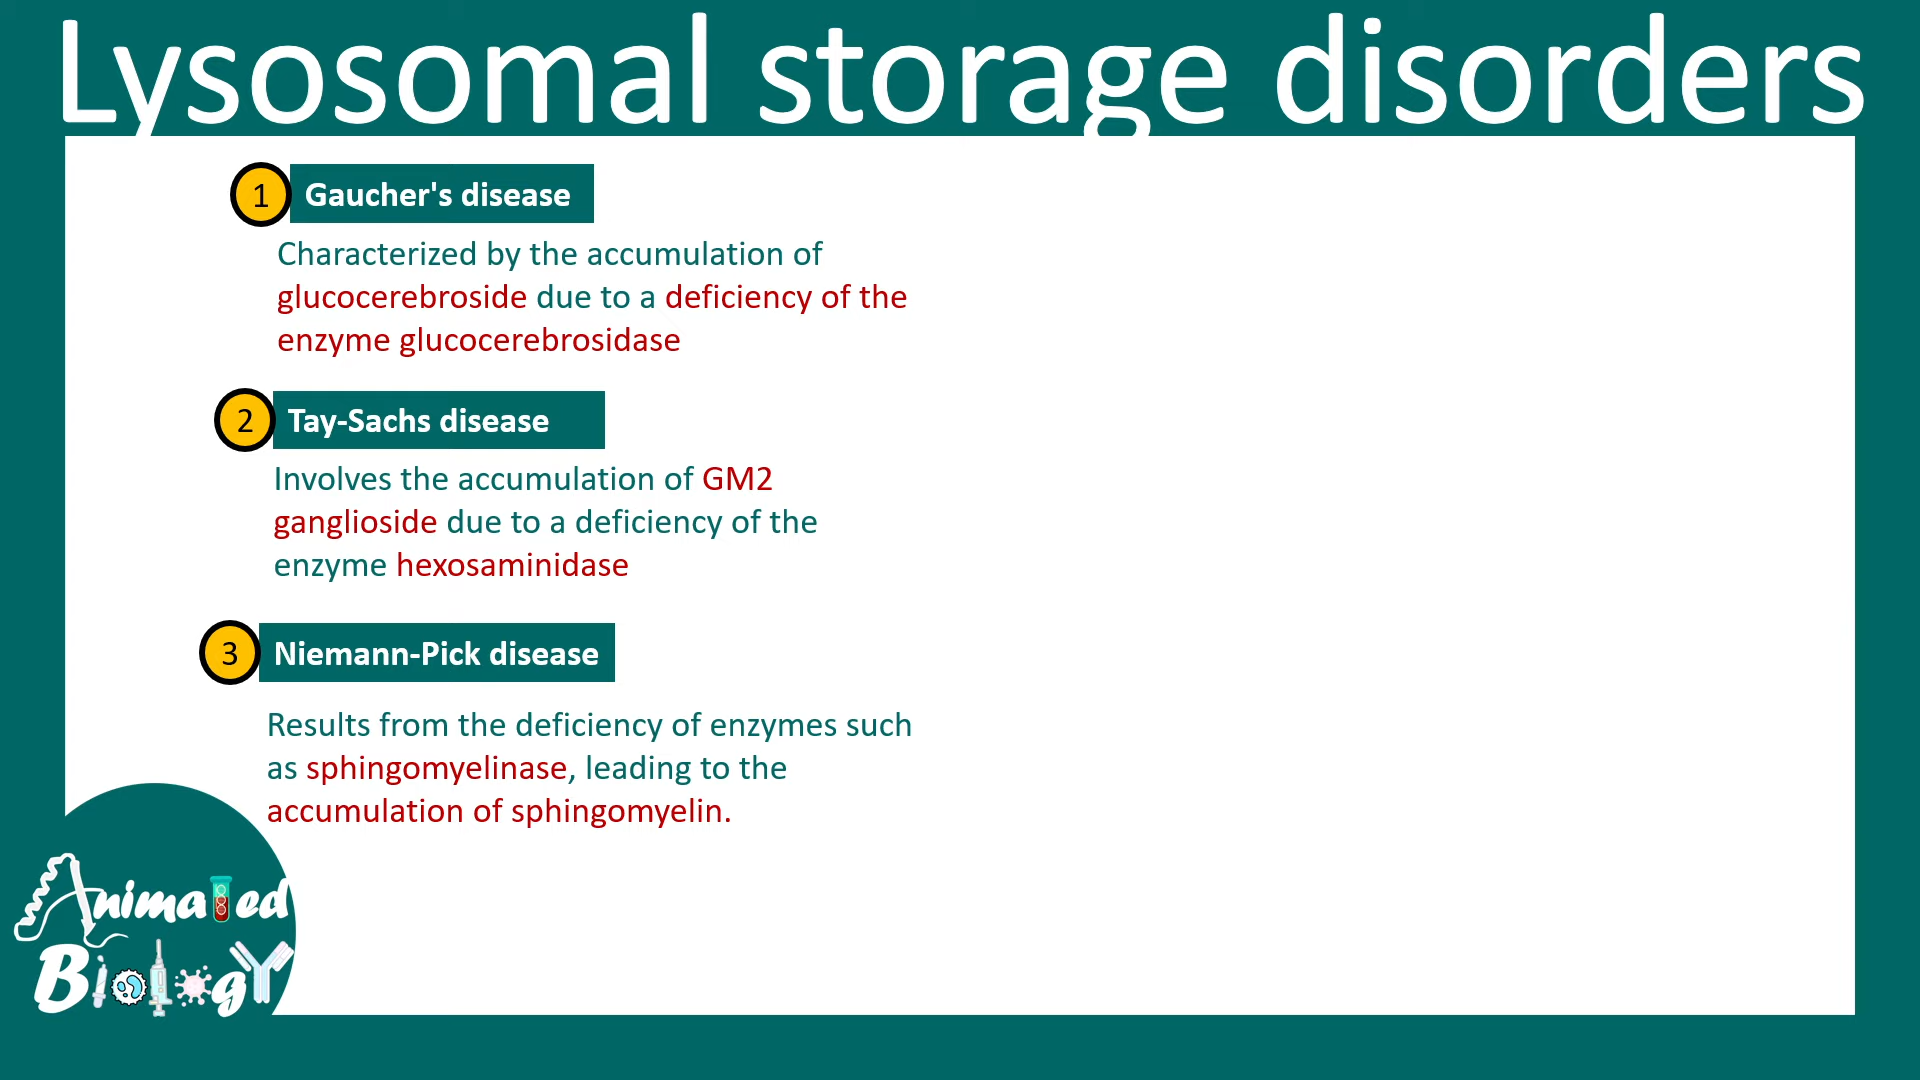 Lysosomal storage disorders
1 Gaucher's disease
Characterized by the accumulation of
glucocerebroside due to a deficiency of the
enzyme glucocerebrosidase
2 Tay-Sachs disease
Involves the accumulation of GM2
ganglioside due to a deficiency of the
enzyme hexosaminidase
3 Niemann-Pick disease
Results from the deficiency of enzymes such
as sphingomyelinase, leading to the
accumulation of sphingomyelin.
Animated
Biology